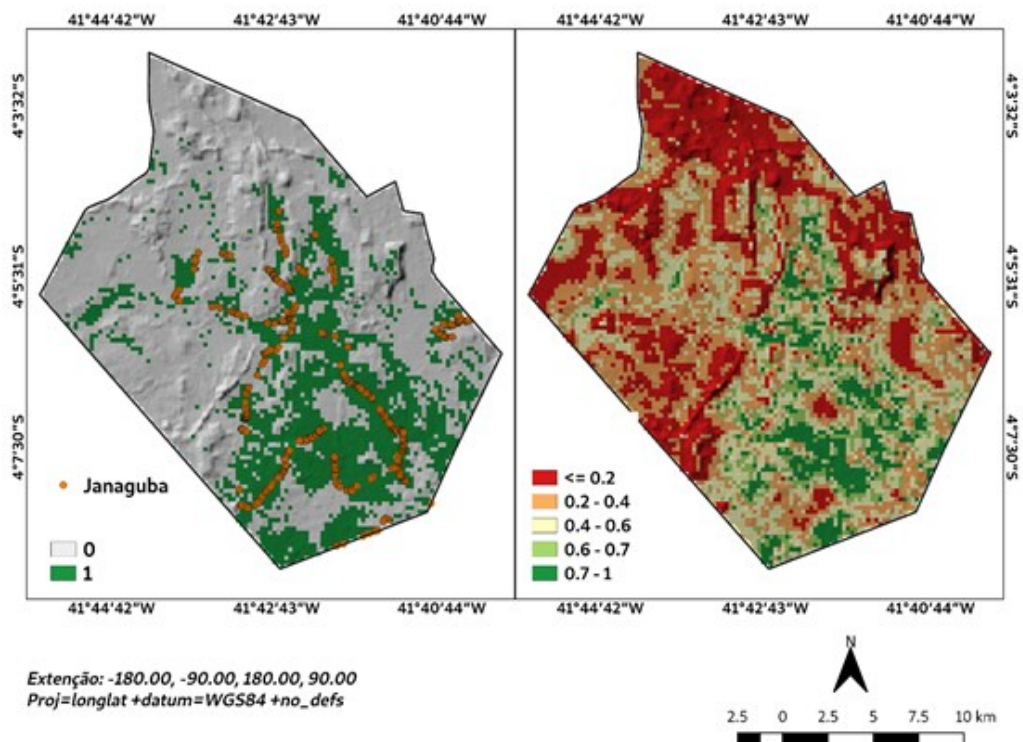 41°44'42"W 41°42'43"W 41°40'44"W 41°44'42"W 41°42'43"W 41°40'44"W
4°3'32"S
4°5'31"S
4°7'30"S
4°3'32"S
4°5'31"S
4°7'30"S
Janaguba
0
1
<= 0.2
0.2 - 0.4
0.4 - 0.6
0.6 - 0.7
0.7 - 1
41°44'42"W 41°42'43"W 41°40'44"W 41°44'42"W 41°42'43"W 41°40'44"W
Extenção: -180.00, -90.00, 180.00, 90.00
Proj=longlat +datum=WGS84 +no_defs
N
2.5 0 2.5 5 7.5 10 km